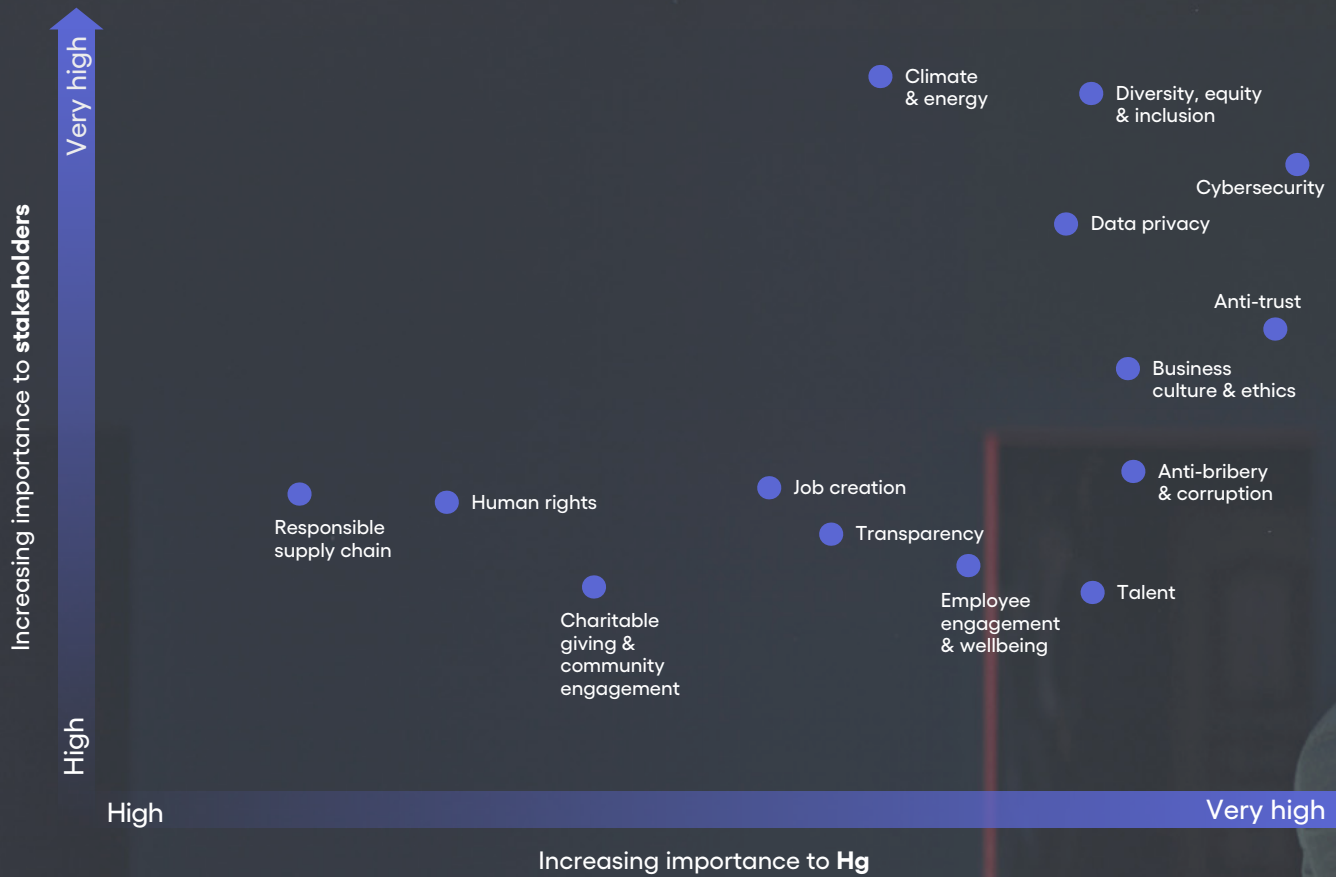 Very high
Increasing importance to stakeholders
High
Climate
& energy
Diversity, equity
& inclusion
Cybersecurity
Data privacy
Anti-trust
Business
culture & ethics
Anti-bribery
& corruption
Responsible
supply chain
Human rights
Job creation
Transparency
Charitable
giving &
community
engagement
Employee
engagement
& wellbeing
Talent
High
Very high
Increasing importance to Hg